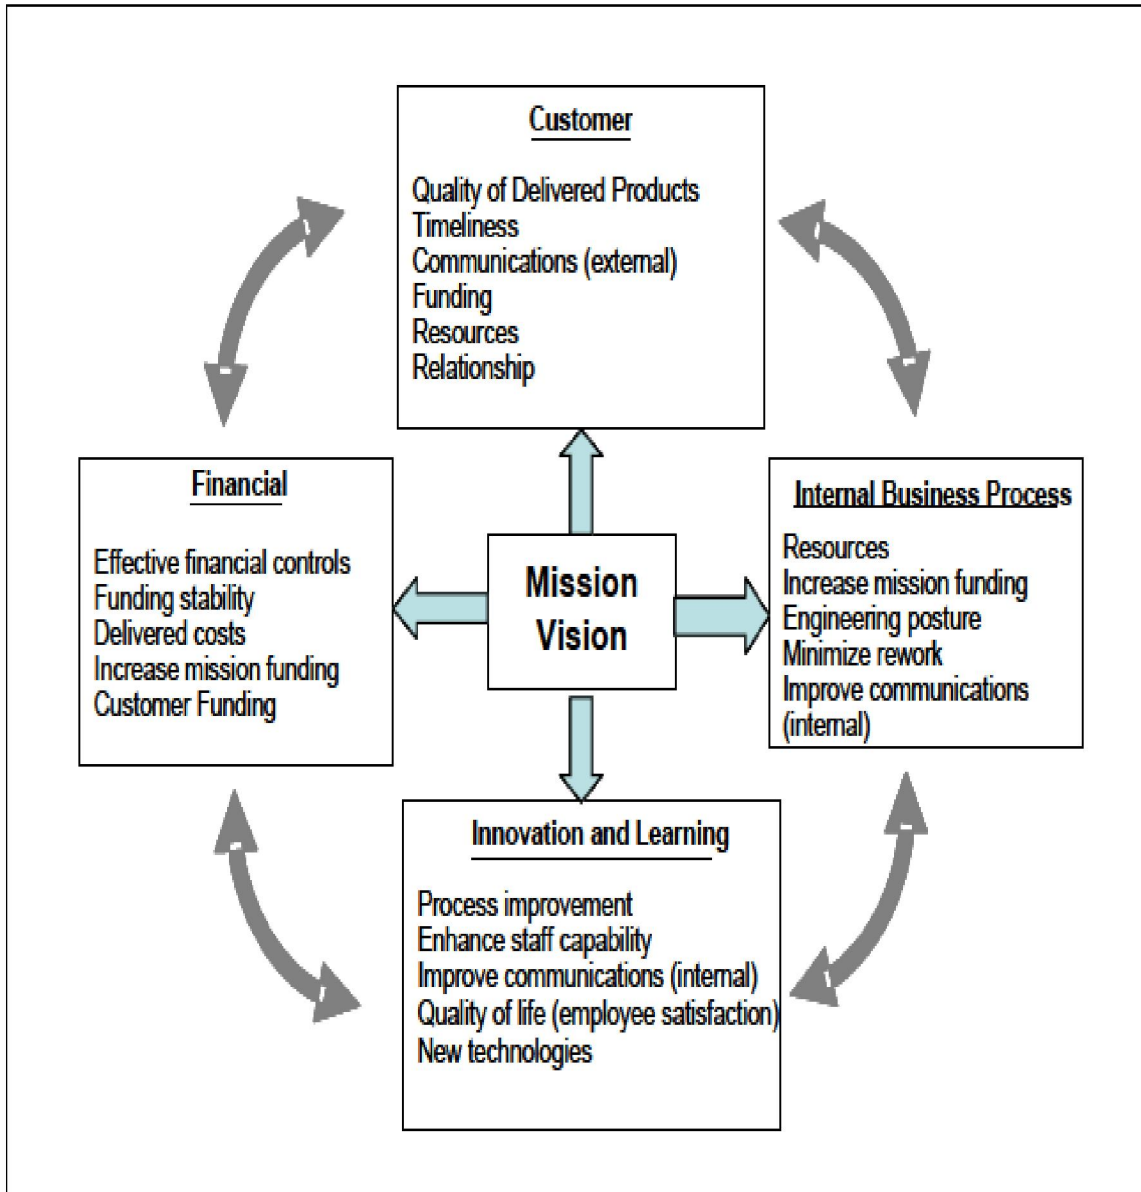 Customer
Quality of Delivered Products
Timeliness
Communications (external)
Funding
Resources
Relationship
Financial
Effective financial controls
Funding stability
Delivered costs
Increase mission funding
Customer Funding
Mission
Vision
Internal Business Process
Resources
Increase mission funding
Engineering posture
Minimize rework
Improve communications
(internal)
Innovation and Learning
Process improvement
Enhance staff capability
Improve communications (internal)
Quality of life (employee satisfaction)
New technologies